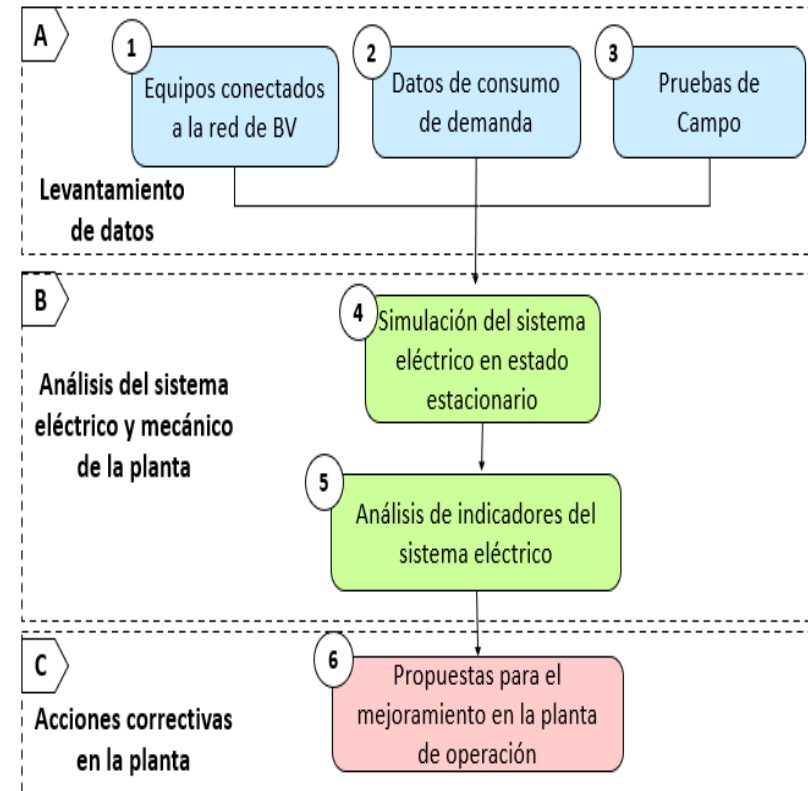 A
1
Equipos conectados
a la red de BV
2
Datos de consumo
de demanda
3
Pruebas de
Campo
Levantamiento
de datos
B
4
Simulación del sistema
eléctrico en estado
estacionario
Análisis del sistema
eléctrico y mecánico
de la planta
5
Análisis de indicadores del
sistema eléctrico
C
6
Propuestas para el
mejoramiento en la planta
de operación
Acciones correctivas
en la planta